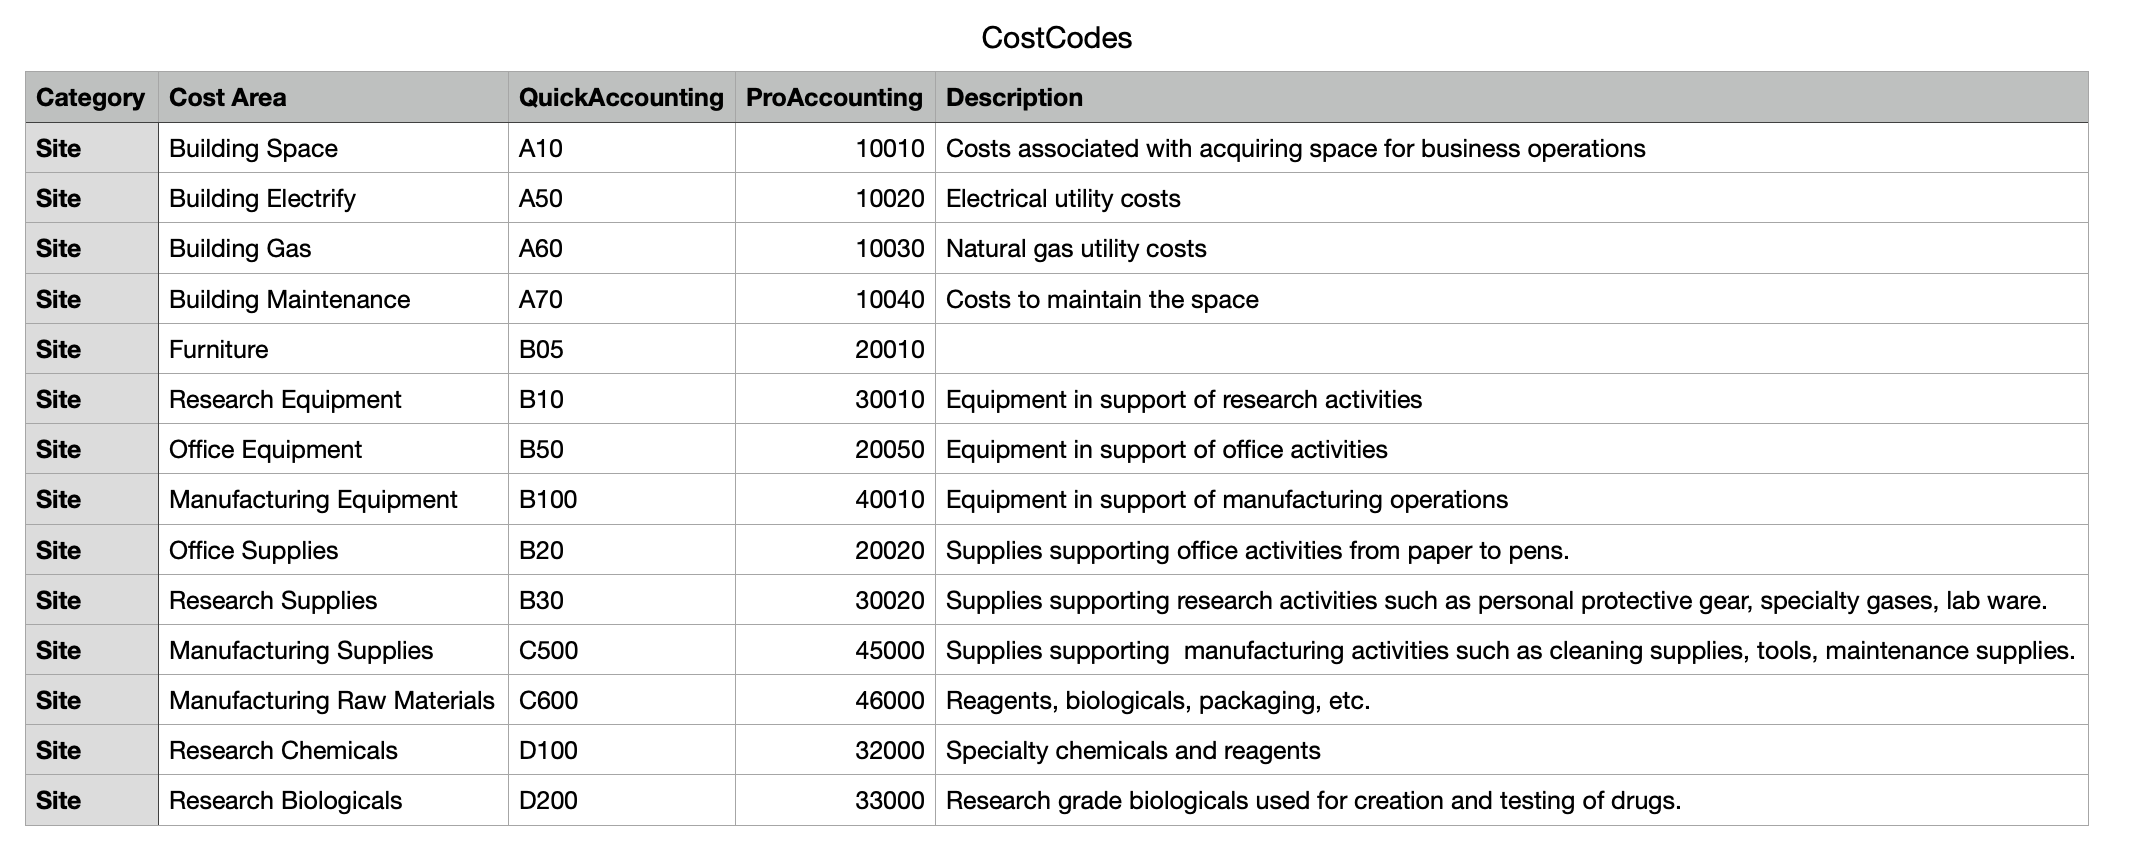 CostCodes
Category Cost Area QuickAccounting ProAccounting Description
Site Building Space A10 10010 Costs associated with acquiring space for business operations
Site Building Electrify A50 10020 Electrical utility costs
Site Building Gas A60 10030 Natural gas utility costs
Site Building Maintenance A70 10040 Costs to maintain the space
Site Furniture B05 20010
Site Research Equipment B10 30010 Equipment in support of research activities
Site Office Equipment B50 20050 Equipment in support of office activities
Site Manufacturing Equipment B100 40010 Equipment in support of manufacturing operations
Site Office Supplies B20 20020 Supplies supporting office activities from paper to pens.
Site Research Supplies B30 30020 Supplies supporting research activities such as personal protective gear, specialty gases, lab ware.
Site Manufacturing Supplies C500 45000 Supplies supporting  manufacturing activities such as cleaning supplies, tools, maintenance supplies.
Site Manufacturing Raw Materials C600 46000 Reagents, biologicals, packaging, etc.
Site Research Chemicals D100 32000 Specialty chemicals and reagents
Site Research Biologicals D200 33000 Research grade biologicals used for creation and testing of drugs.